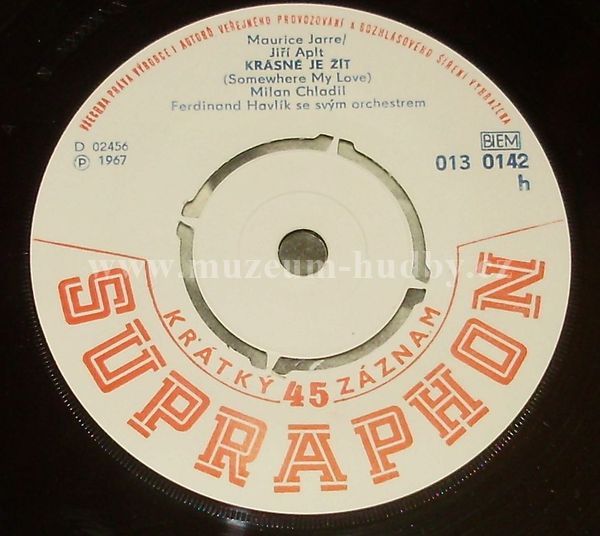 VŠECHNA PRÁVA VÝROBCE I AUTORŮ VEŘEJNÉHO PROVOZOVÁNÍ A ROZHLASOVÉHO ŠÍŘENÍ VYHRAZENA
Maurice Jarre/
Jiří Aplt
KRÁSNÉ JE ŽÍT
(Somewhere My Love)
Milan Chladil
Ferdinand Havlík se svým orchestrem
D 02456
℗ 1967
BIEM
013 0142
h
www.muzeum-hudby.cz
KRÁTKÝ 45 ZÁZNAM
SUPRAPHON